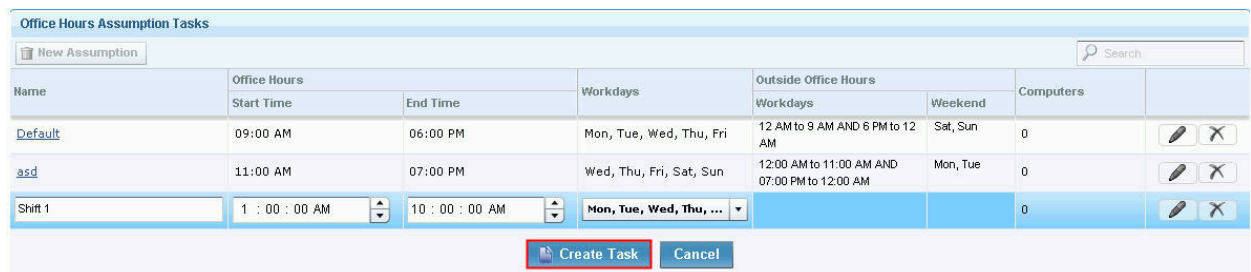 Office Hours Assumption Tasks
New Assumption
Search
Name
Office Hours
Workdays
Outside Office Hours
Computers
Start Time
End Time
Workdays
Weekend
Default
09:00 AM
06:00 PM
Mon, Tue, Wed, Thu, Fri
12 AM to 9 AM AND 6 PM to 12
AM
Sat, Sun
0
asd
11:00 AM
07:00 PM
Wed, Thu, Fri, Sat, Sun
12:00 AM to 11:00 AM AND
07:00 PM to 12:00 AM
Mon, Tue
0
Shift 1
1 : 00 : 00 AM
10 : 00 : 00 AM
Mon, Tue, Wed, Thu, ...
0
Create Task
Cancel